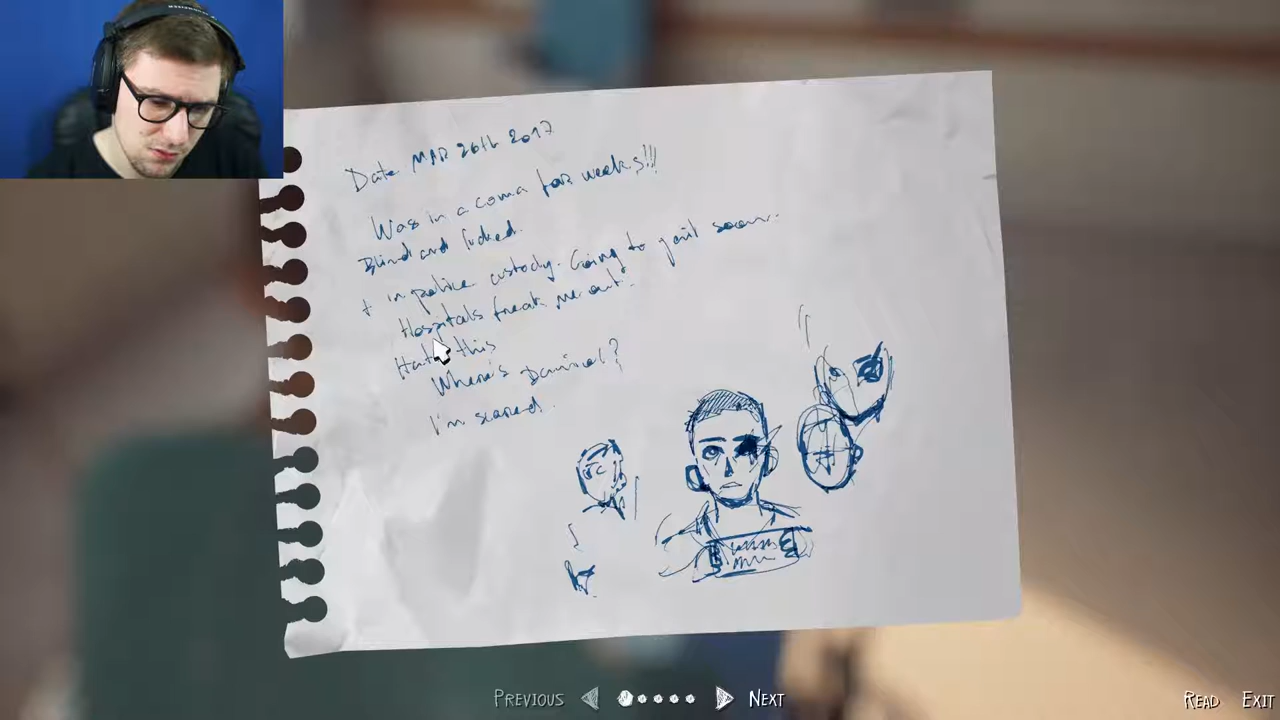 Date MAR 26th 2017
Was in a coma for weeks!!!
Blind and fucked.
+ in police custody. Going to jail soon.
Hospitals freak me out.
Hate this
Where's Daniel?
I'm scared.
PREVIOUS
NEXT
READ
EXIT